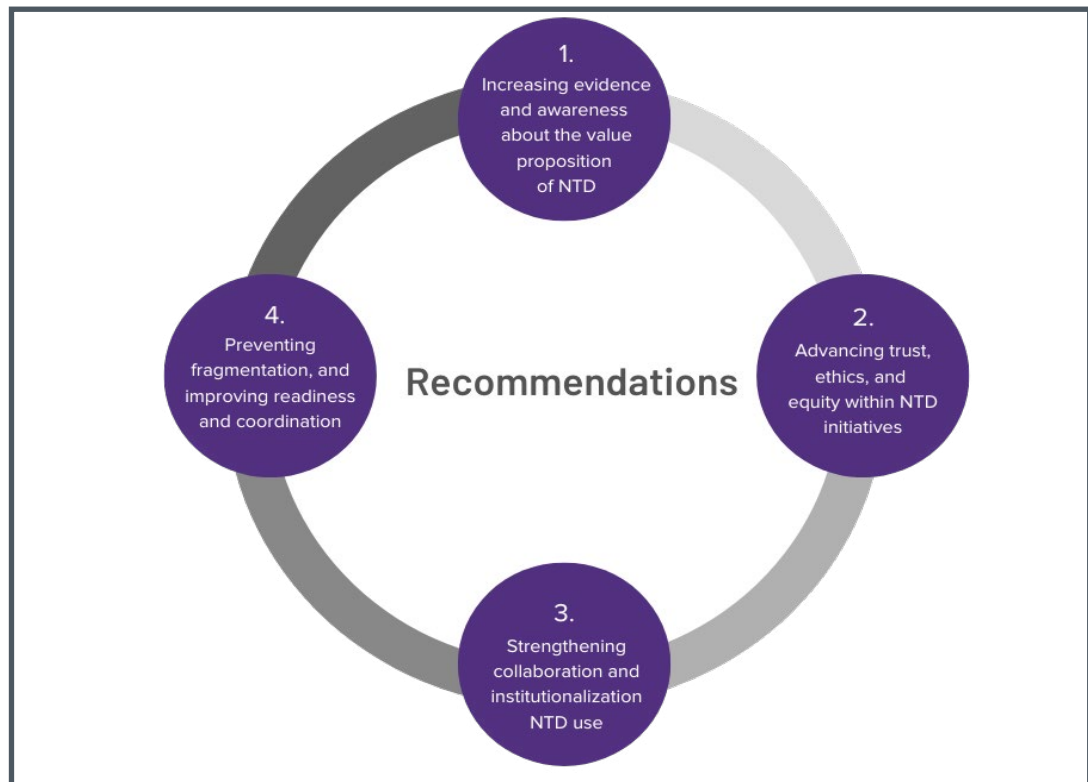 1.
Increasing evidence
and awareness
about the value
proposition
of NTD
4.
Preventing
fragmentation, and
improving readiness
and coordination
Recommendations
2.
Advancing trust,
ethics, and
equity within NTD
initiatives
3.
Strengthening
collaboration and
institutionalization
NTD use